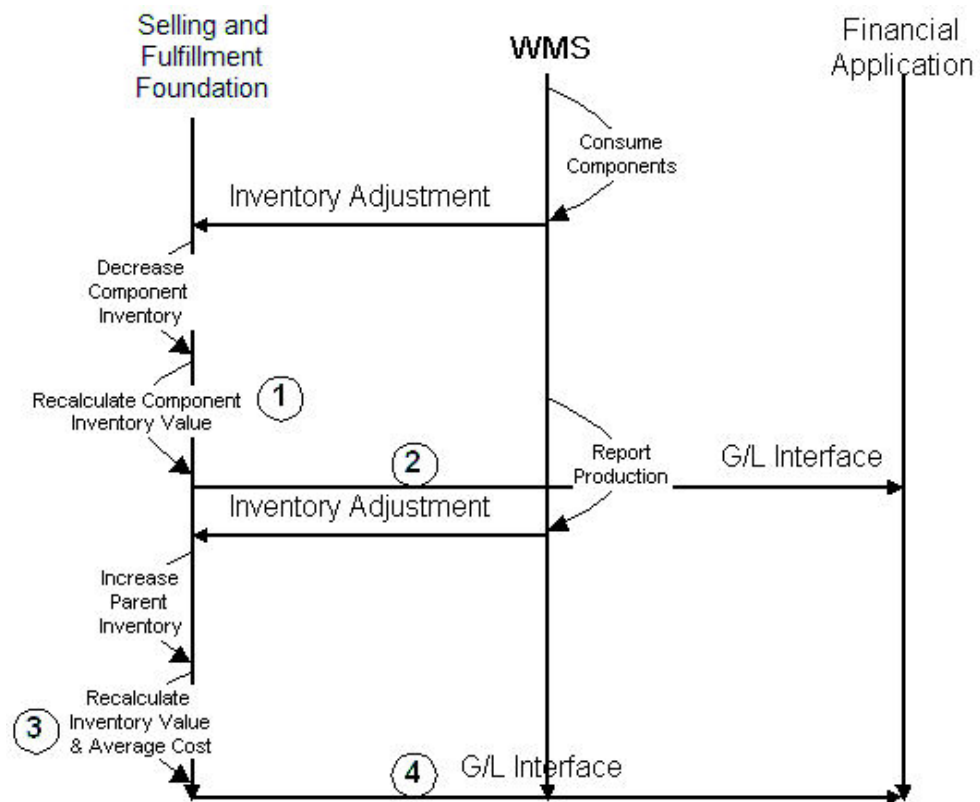 Selling and
Fulfillment
Foundation
WMS
Financial
Application
Consume
Components
Inventory Adjustment
Decrease
Component
Inventory
Recalculate Component
Inventory Value
1
2
Report
Production
G/L Interface
Inventory Adjustment
Increase
Parent
Inventory
Recalculate
Inventory Value
& Average Cost
3
4
G/L Interface